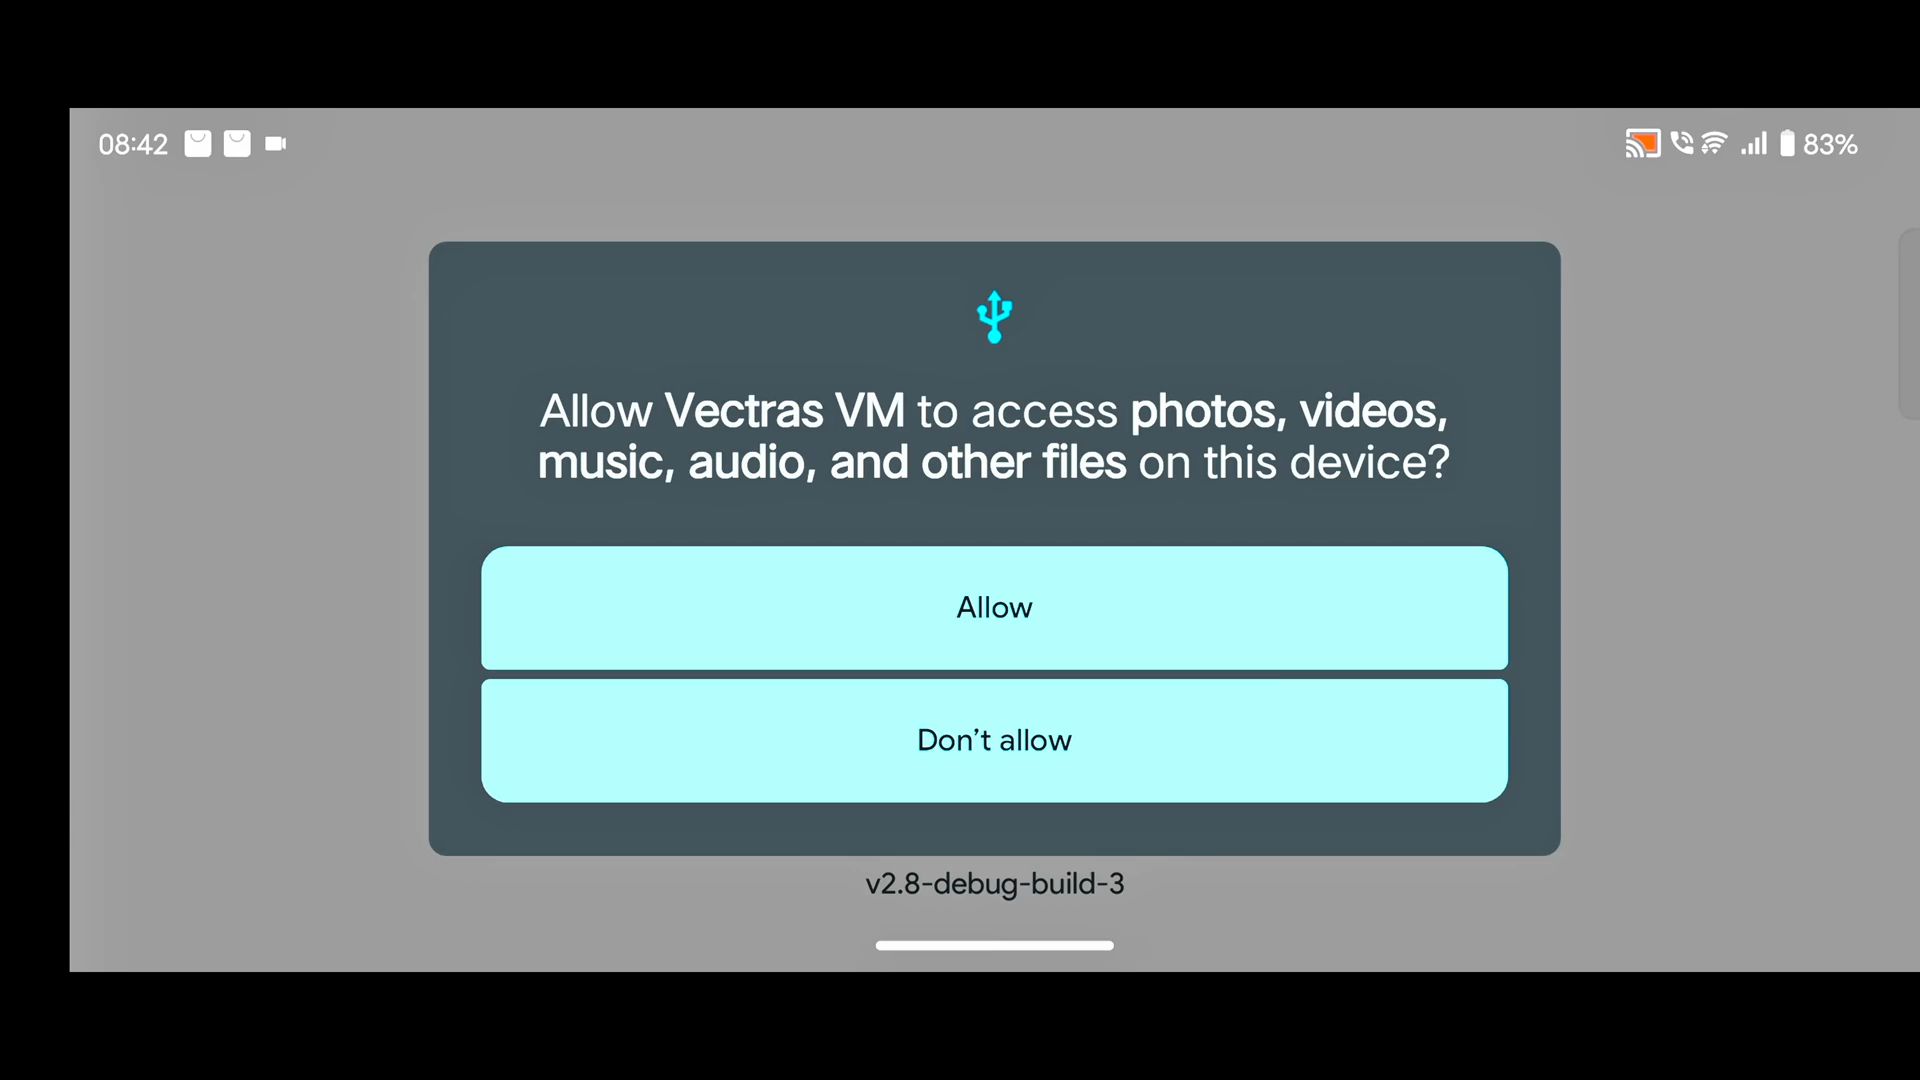 08:42
83%
Allow Vectras VM to access photos, videos,
music, audio, and other files on this device?
Allow
Don’t allow
v2.8-debug-build-3